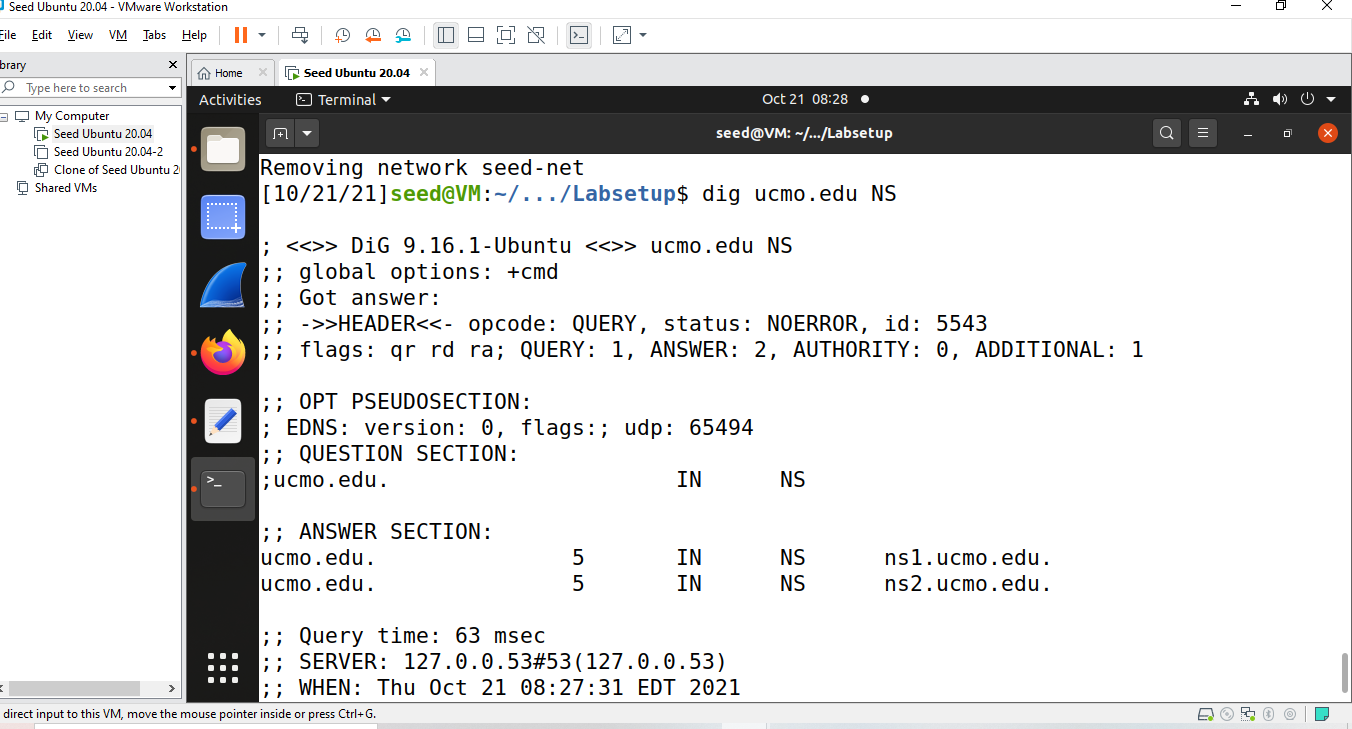 Seed Ubuntu 20.04 - VMware Workstation
File Edit View VM Tabs Help
brary
Type here to search
My Computer
Seed Ubuntu 20.04
Seed Ubuntu 20.04-2
Clone of Seed Ubuntu 2
Shared VMs
Home
Seed Ubuntu 20.04
Activities Terminal Oct 21 08:28
seed@VM: ~/.../Labsetup
Removing network seed-net
[10/21/21]seed@VM:~/.../Labsetup$ dig ucmo.edu NS
; <<>> DiG 9.16.1-Ubuntu <<>> ucmo.edu NS
;; global options: +cmd
;; Got answer:
;; ->>HEADER<<- opcode: QUERY, status: NOERROR, id: 5543
;; flags: qr rd ra; QUERY: 1, ANSWER: 2, AUTHORITY: 0, ADDITIONAL: 1
;; OPT PSEUDOSECTION:
; EDNS: version: 0, flags:; udp: 65494
;; QUESTION SECTION:
;ucmo.edu. IN NS
;; ANSWER SECTION:
ucmo.edu. 5 IN NS ns1.ucmo.edu.
ucmo.edu. 5 IN NS ns2.ucmo.edu.
;; Query time: 63 msec
;; SERVER: 127.0.0.53#53(127.0.0.53)
;; WHEN: Thu Oct 21 08:27:31 EDT 2021
direct input to this VM, move the mouse pointer inside or press Ctrl+G.